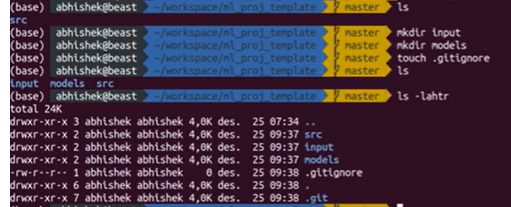 (base) abhishek@beast ~/workspace/ml_proj_template master ls
src
(base) abhishek@beast ~/workspace/ml_proj_template master mkdir input
(base) abhishek@beast ~/workspace/ml_proj_template master mkdir models
(base) abhishek@beast ~/workspace/ml_proj_template master touch .gitignore
(base) abhishek@beast ~/workspace/ml_proj_template master ls
input models src
(base) abhishek@beast ~/workspace/ml_proj_template master ls -lahtr
total 24K
drwxr-xr-x 3 abhishek abhishek 4,0K des. 25 07:34 ..
drwxr-xr-x 2 abhishek abhishek 4,0K des. 25 09:37 src
drwxr-xr-x 2 abhishek abhishek 4,0K des. 25 09:37 input
drwxr-xr-x 2 abhishek abhishek 4,0K des. 25 09:37 models
-rw-r--r-- 1 abhishek abhishek 0 des. 25 09:38 .gitignore
drwxr-xr-x 6 abhishek abhishek 4,0K des. 25 09:38 .
drwxr-xr-x 7 abhishek abhishek 4,0K des. 25 09:38 .git